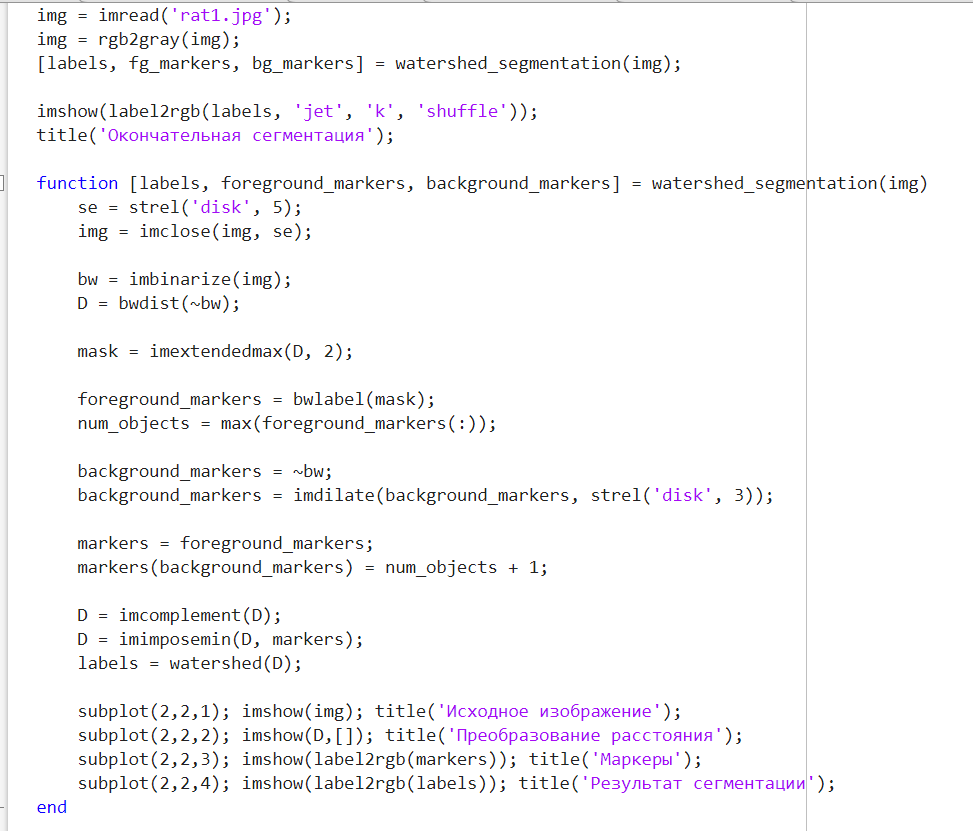 img = imread('rat1.jpg');
img = rgb2gray(img);
[labels, fg_markers, bg_markers] = watershed_segmentation(img);
imshow(label2rgb(labels, 'jet', 'k', 'shuffle'));
title('Окончательная сегментация');
function [labels, foreground_markers, background_markers] = watershed_segmentation(img)
se = strel('disk', 5);
img = imclose(img, se);
bw = imbinarize(img);
D = bwdist(~bw);
mask = imextendedmax(D, 2);
foreground_markers = bwlabel(mask);
num_objects = max(foreground_markers(:));
background_markers = ~bw;
background_markers = imdilate(background_markers, strel('disk', 3));
markers = foreground_markers;
markers(background_markers) = num_objects + 1;
D = imcomplement(D);
D = imimposemin(D, markers);
labels = watershed(D);
subplot(2,2,1); imshow(img); title('Исходное изображение');
subplot(2,2,2); imshow(D,[]); title('Преобразование расстояния');
subplot(2,2,3); imshow(label2rgb(markers)); title('Маркеры');
subplot(2,2,4); imshow(label2rgb(labels)); title('Результат сегментации');
end